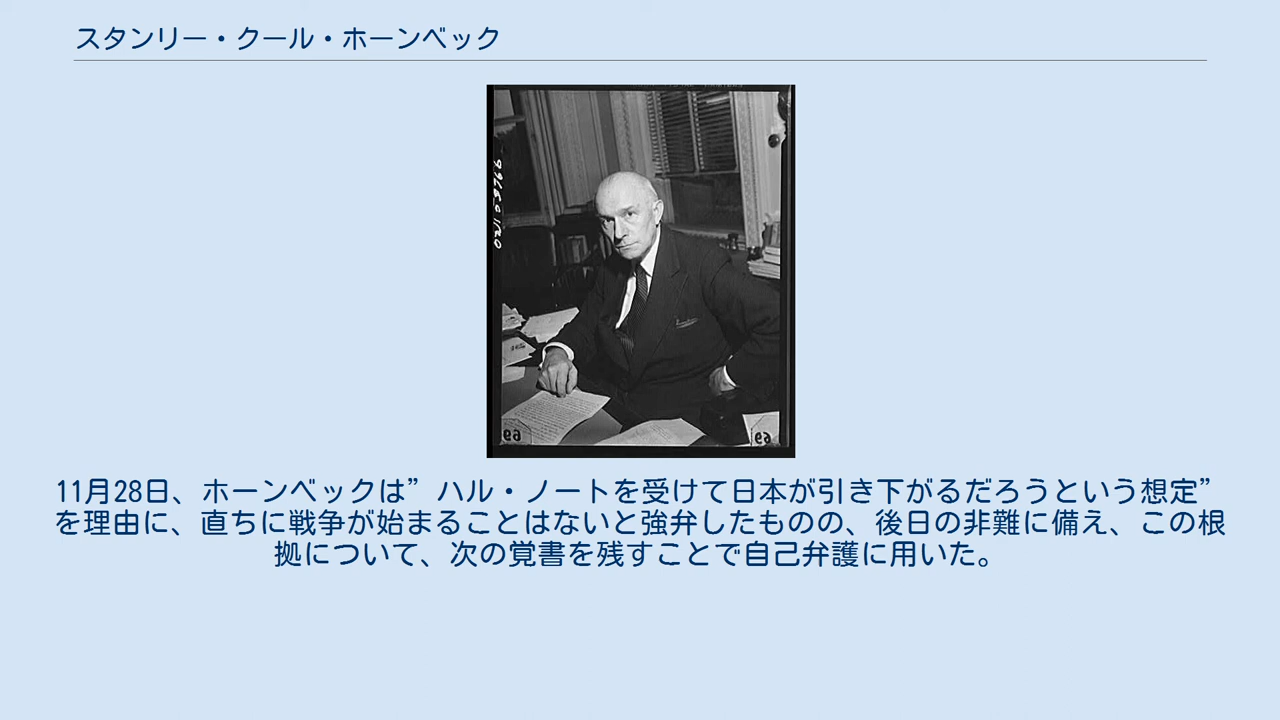 スタンリー・クール・ホーンベック
11月28日、ホーンベックは”ハル・ノートを受けて日本が引き下がるだろうという想定”
を理由に、直ちに戦争が始まることはないと強弁したものの、後日の非難に備え、この根
拠について、次の覚書を残すことで自己弁護に用いた。